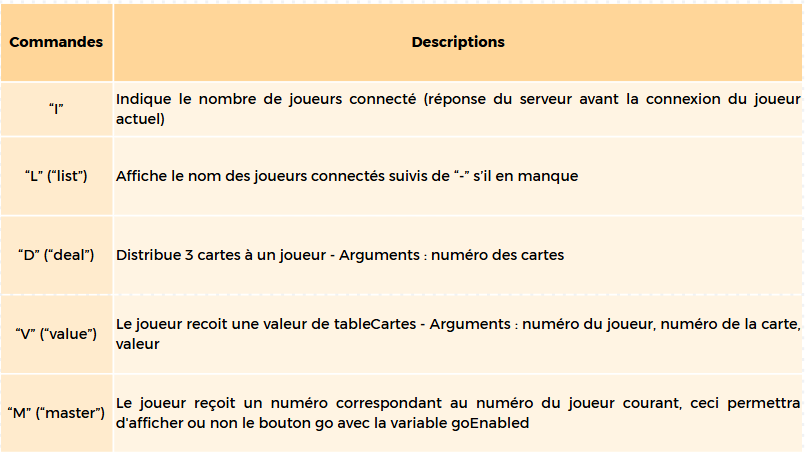 Commandes
Descriptions
“I”
Indique le nombre de joueurs connecté (réponse du serveur avant la connexion du joueur
actuel)
“L” (“list”)
Affiche le nom des joueurs connectés suivis de “-” s’il en manque
“D” (“deal”)
Distribue 3 cartes à un joueur - Arguments : numéro des cartes
“V” (“value”)
Le joueur recoit une valeur de tableCartes - Arguments : numéro du joueur, numéro de la carte,
valeur
“M” (“master”)
Le joueur reçoit un numéro correspondant au numéro du joueur courant, ceci permettra
d'afficher ou non le bouton go avec la variable goEnabled